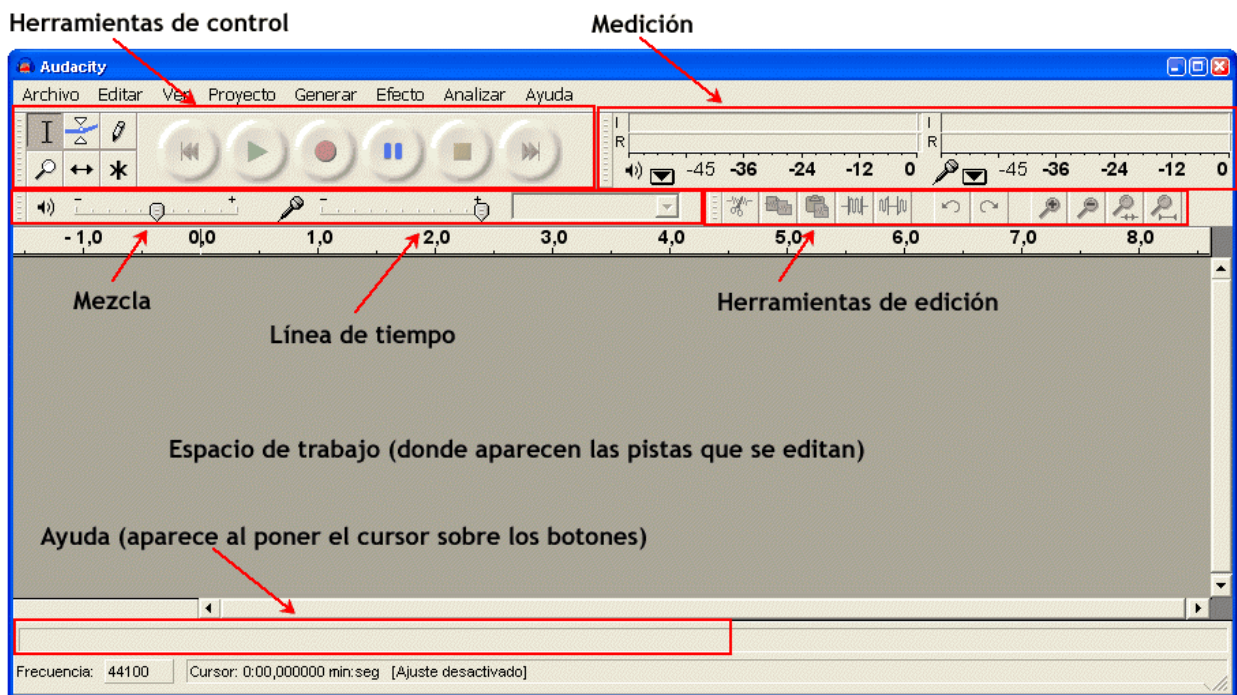 Herramientas de control
Medición
Audacity
Archivo Editar Ver Proyecto Generar Efecto Analizar Ayuda
I I
R R
-45 -36 -24 -12 0 -45 -36 -24 -12 0
- + - +
- 1,0 0,0 1,0 2,0 3,0 4,0 5,0 6,0 7,0 8,0
Mezcla
Herramientas de edición
Línea de tiempo
Espacio de trabajo (donde aparecen las pistas que se editan)
Ayuda (aparece al poner el cursor sobre los botones)
Frecuencia: 44100 Cursor: 0:00,000000 min:seg [Ajuste desactivado]